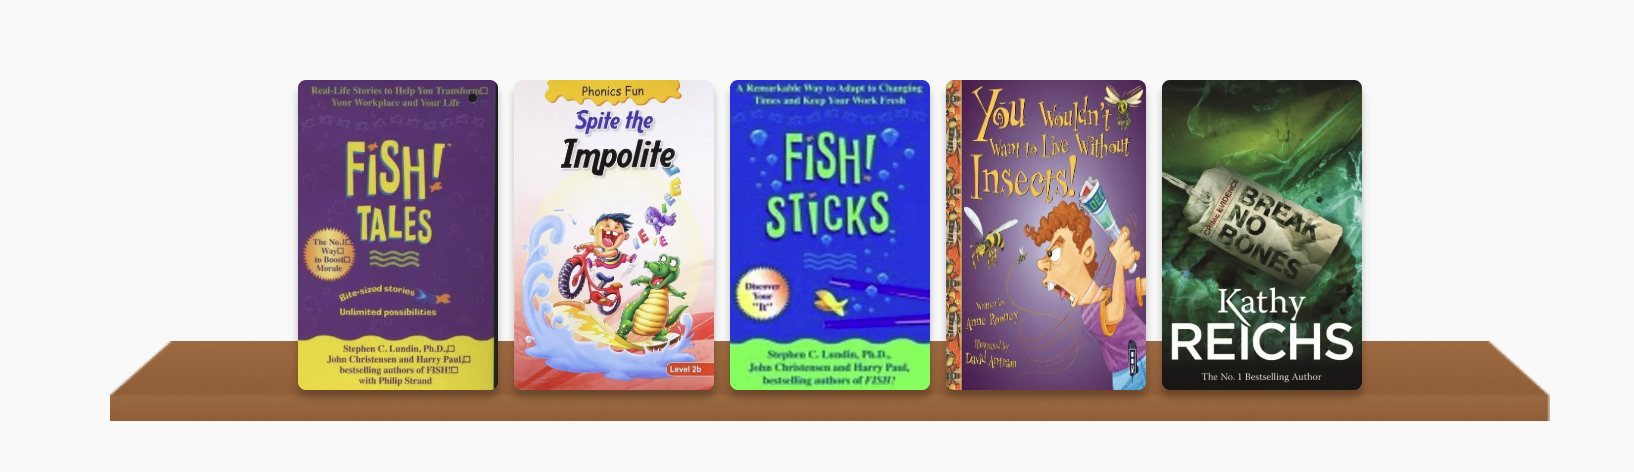 Real-Life Stories to Help You Transform
Your Workplace and Your Life
FiSH!
TALES
The No.1
Way
to Boost
Morale
Bite-sized stories
Unlimited possibilities
Stephen C. Lundin, Ph.D.,
John Christensen and Harry Paul,
bestselling authors of FISH!
with Philip Strand
Phonics Fun
Spite the
Impolite
Level 2b
A Remarkable Way to Adapt to Changing
Times and Keep Your Work Fresh
FiSH!
STiCKS
Discover
Your
"It"
Stephen C. Lundin, Ph.D.,
John Christensen and Harry Paul,
bestselling authors of FISH!
You Wouldn't
Want to Live Without
Insects!
Written by
Anne Rooney
Illustrated by
David Antram
CRIME EVIDENCE
BREAK
NO
BONES
Kathy
REICHS
The No. 1 Bestselling Author